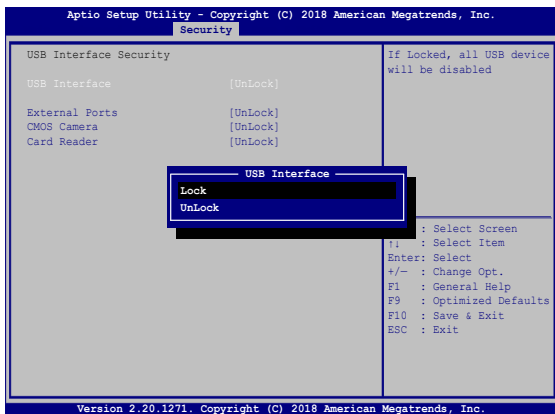 Aptio Setup Utility - Copyright (C) 2018 American Megatrends, Inc.
Security
USB Interface Security
USB Interface [UnLock]
External Ports [UnLock]
CMOS Camera [UnLock]
Card Reader [UnLock]
If Locked, all USB device
will be disabled
USB Interface
Lock
UnLock
: Select Screen
↑↓ : Select Item
Enter: Select
+/— : Change Opt.
F1 : General Help
F9 : Optimized Defaults
F10 : Save & Exit
ESC : Exit
Version 2.20.1271. Copyright (C) 2018 American Megatrends, Inc.